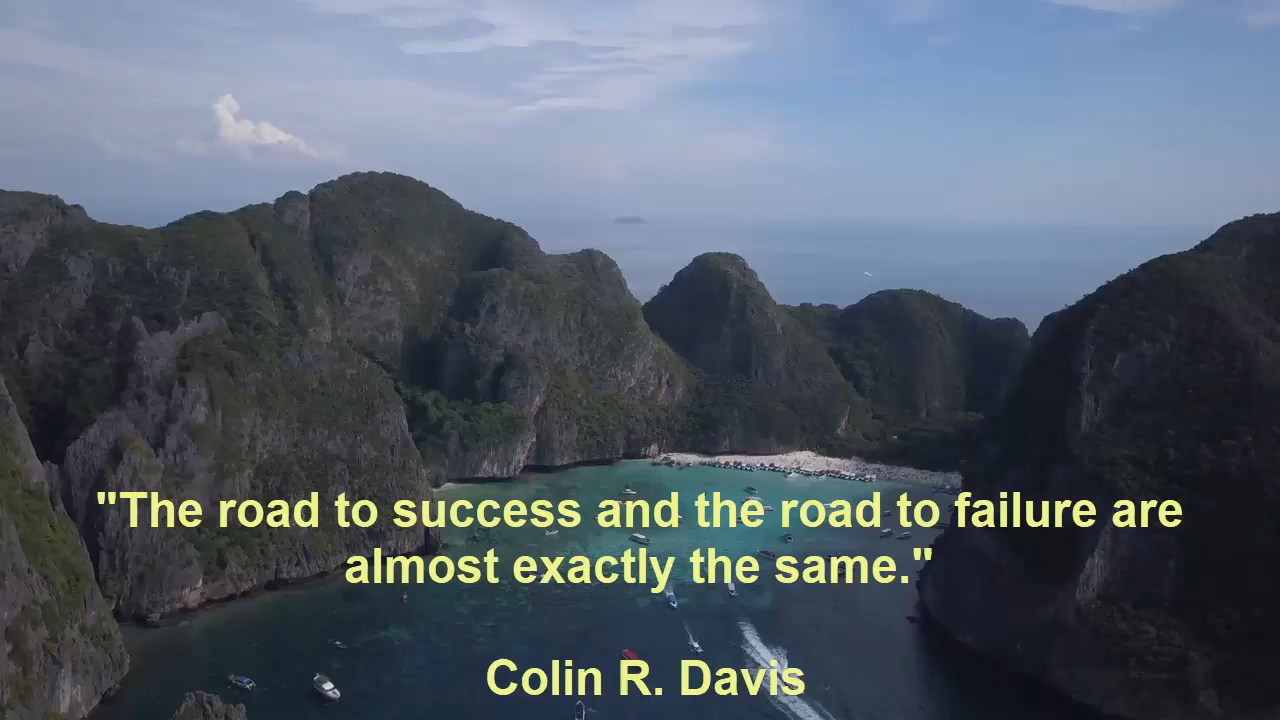 "The road to success and the road to failure are
almost exactly the same."
Colin R. Davis